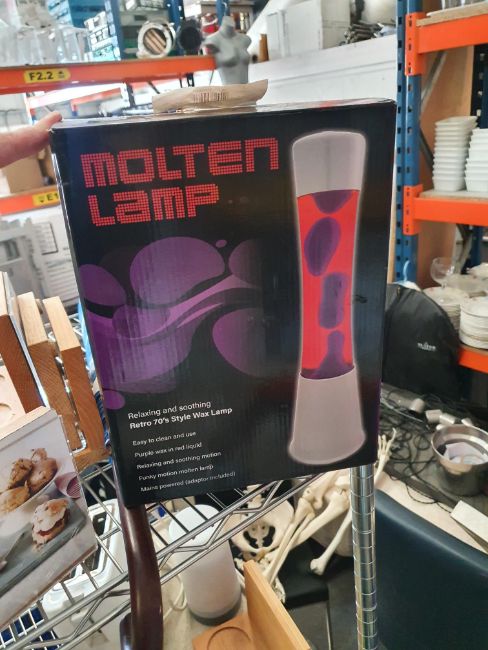 F2.2
MOLTEN
LAMP
Relaxing and soothing
Retro 70's Style Wax Lamp
Easy to clean and use
Purple wax in red liquid
Relaxing and soothing motion
Funky motion molten lamp
Mains powered (adaptor included)